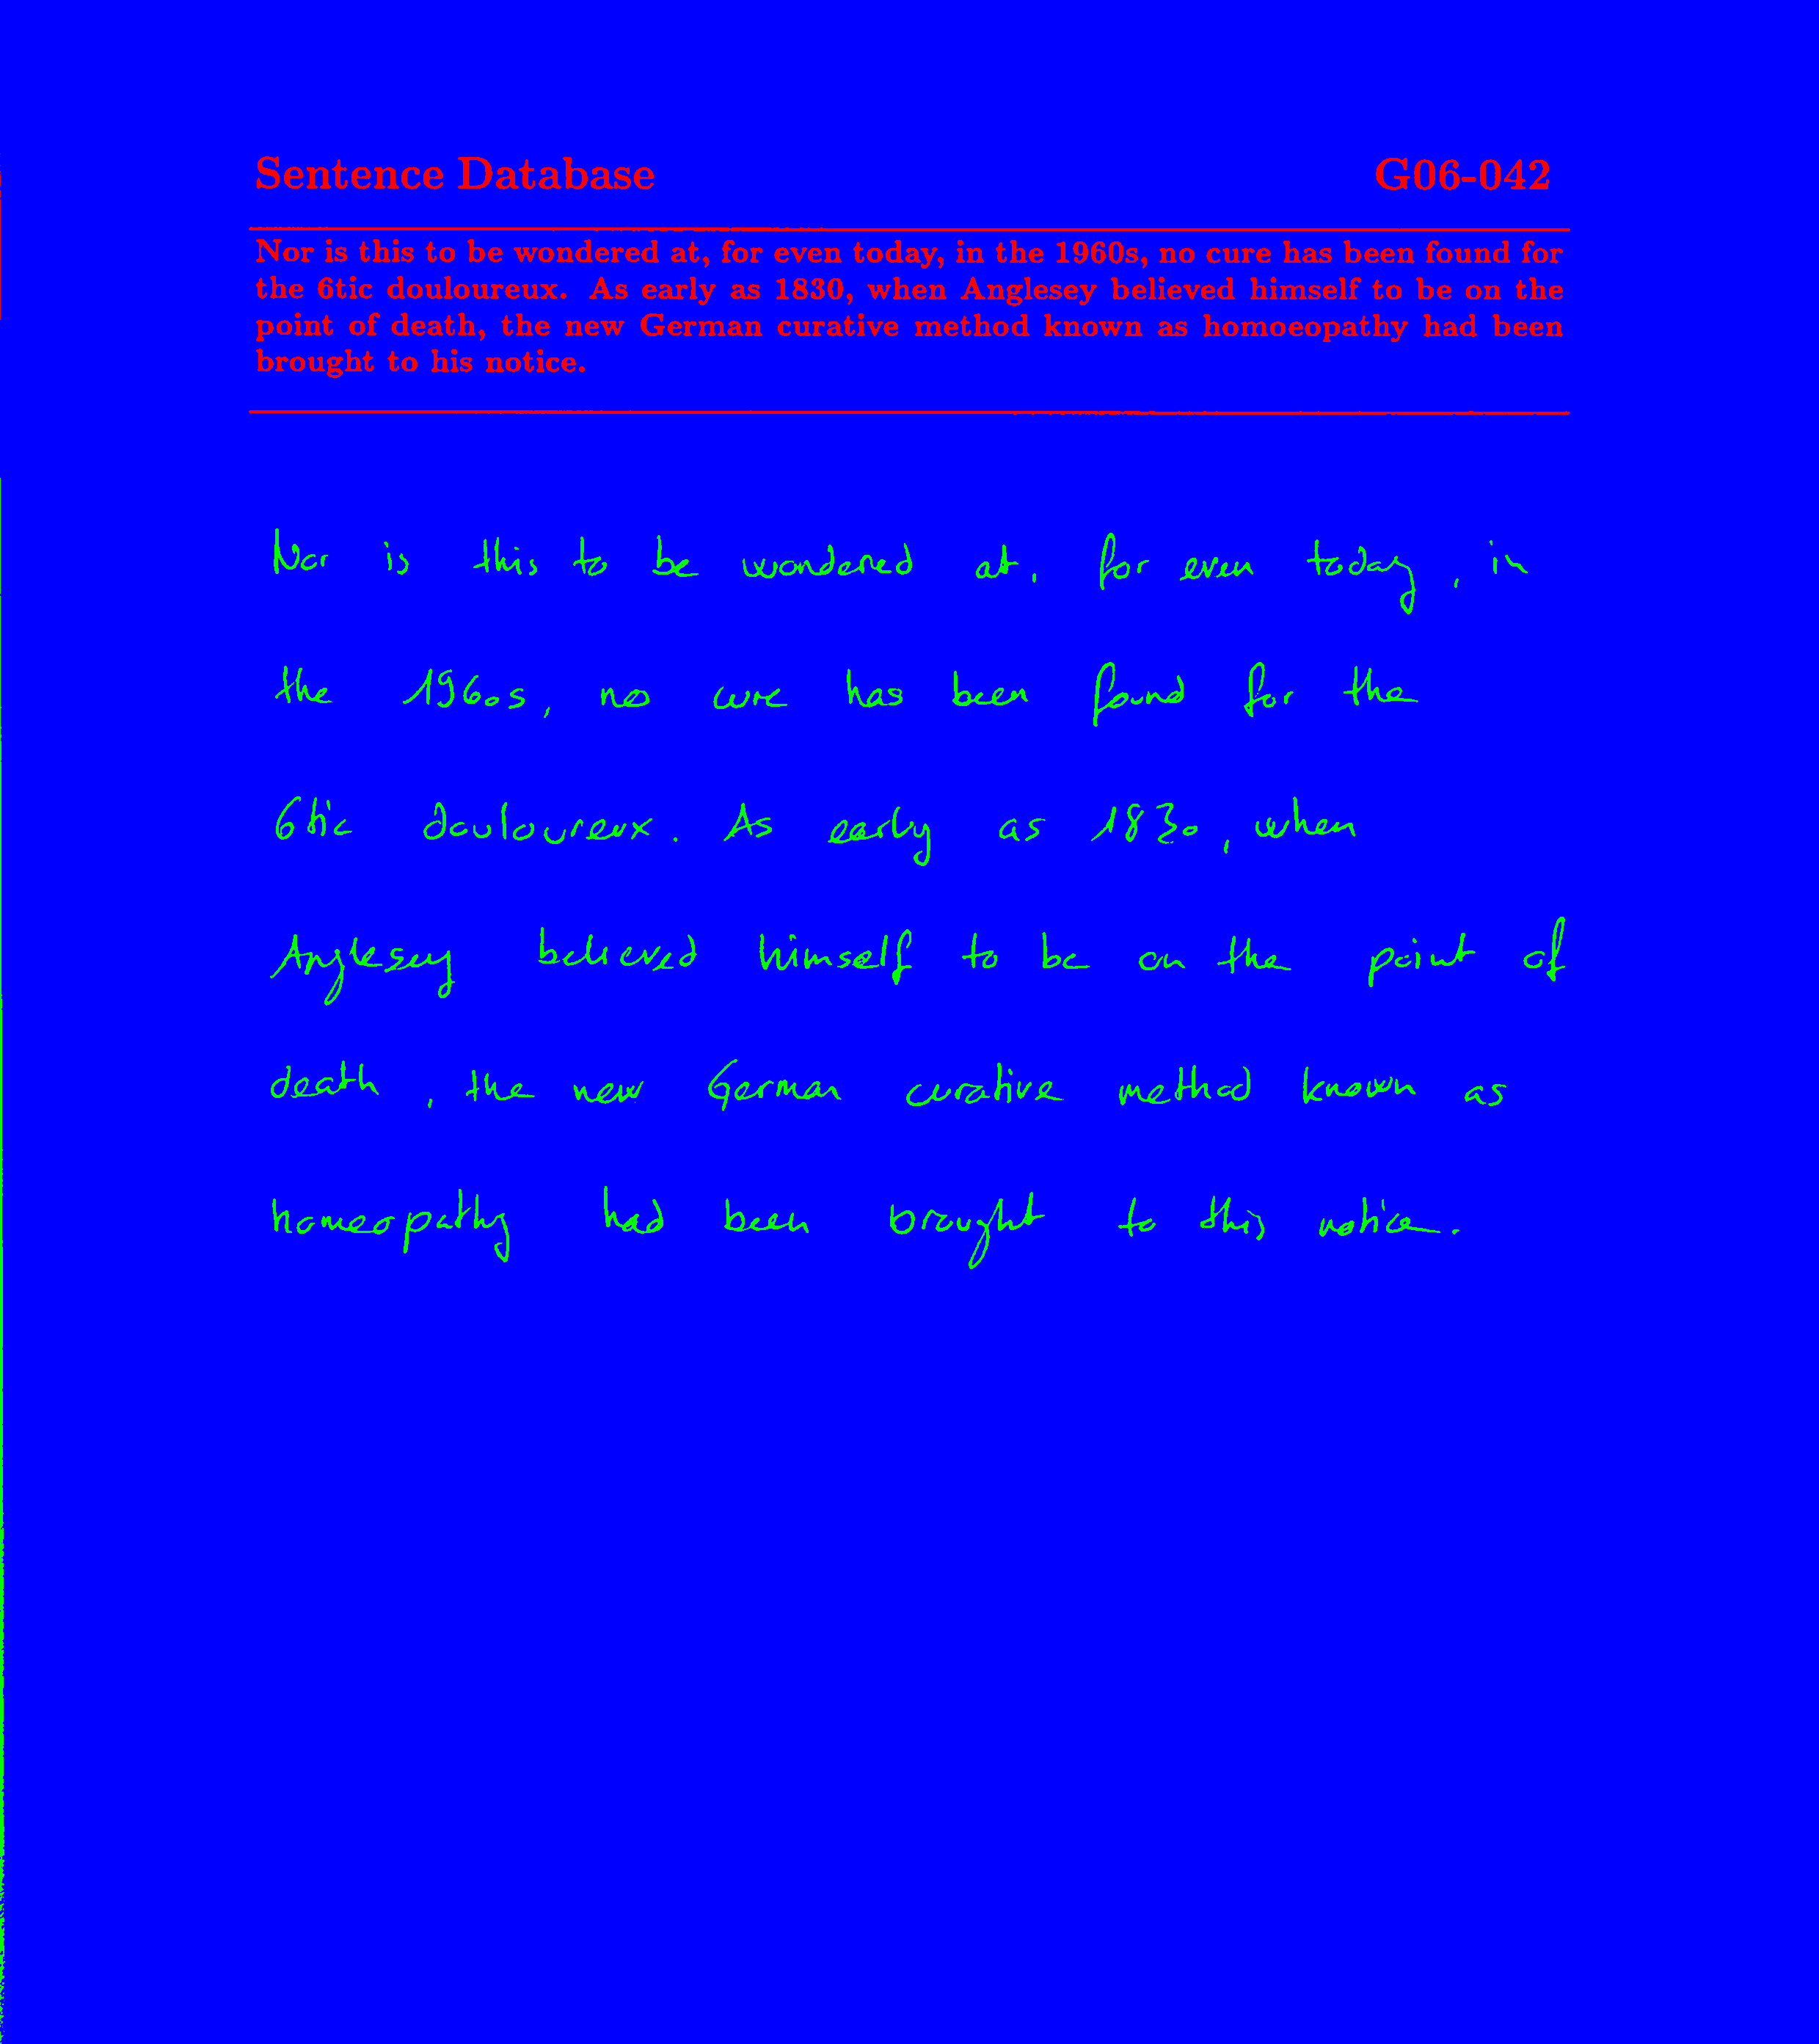 Sentence Database G06-042
Nor is this to be wondered at, for even today, in the 1960s, no cure has been found for
the 6tic douloureux. As early as 1830, when Anglesey believed himself to be on the
point of death, the new German curative method known as homoeopathy had been
brought to his notice.
Nor is this to be wondered at, for even today, in
the 1960s, no cure has been found for the
6tic douloureux. As early as 1830, when
Anglesey believed himself to be on the point of
death, the new German curative method known as
homeopathy had been brought to this notice.